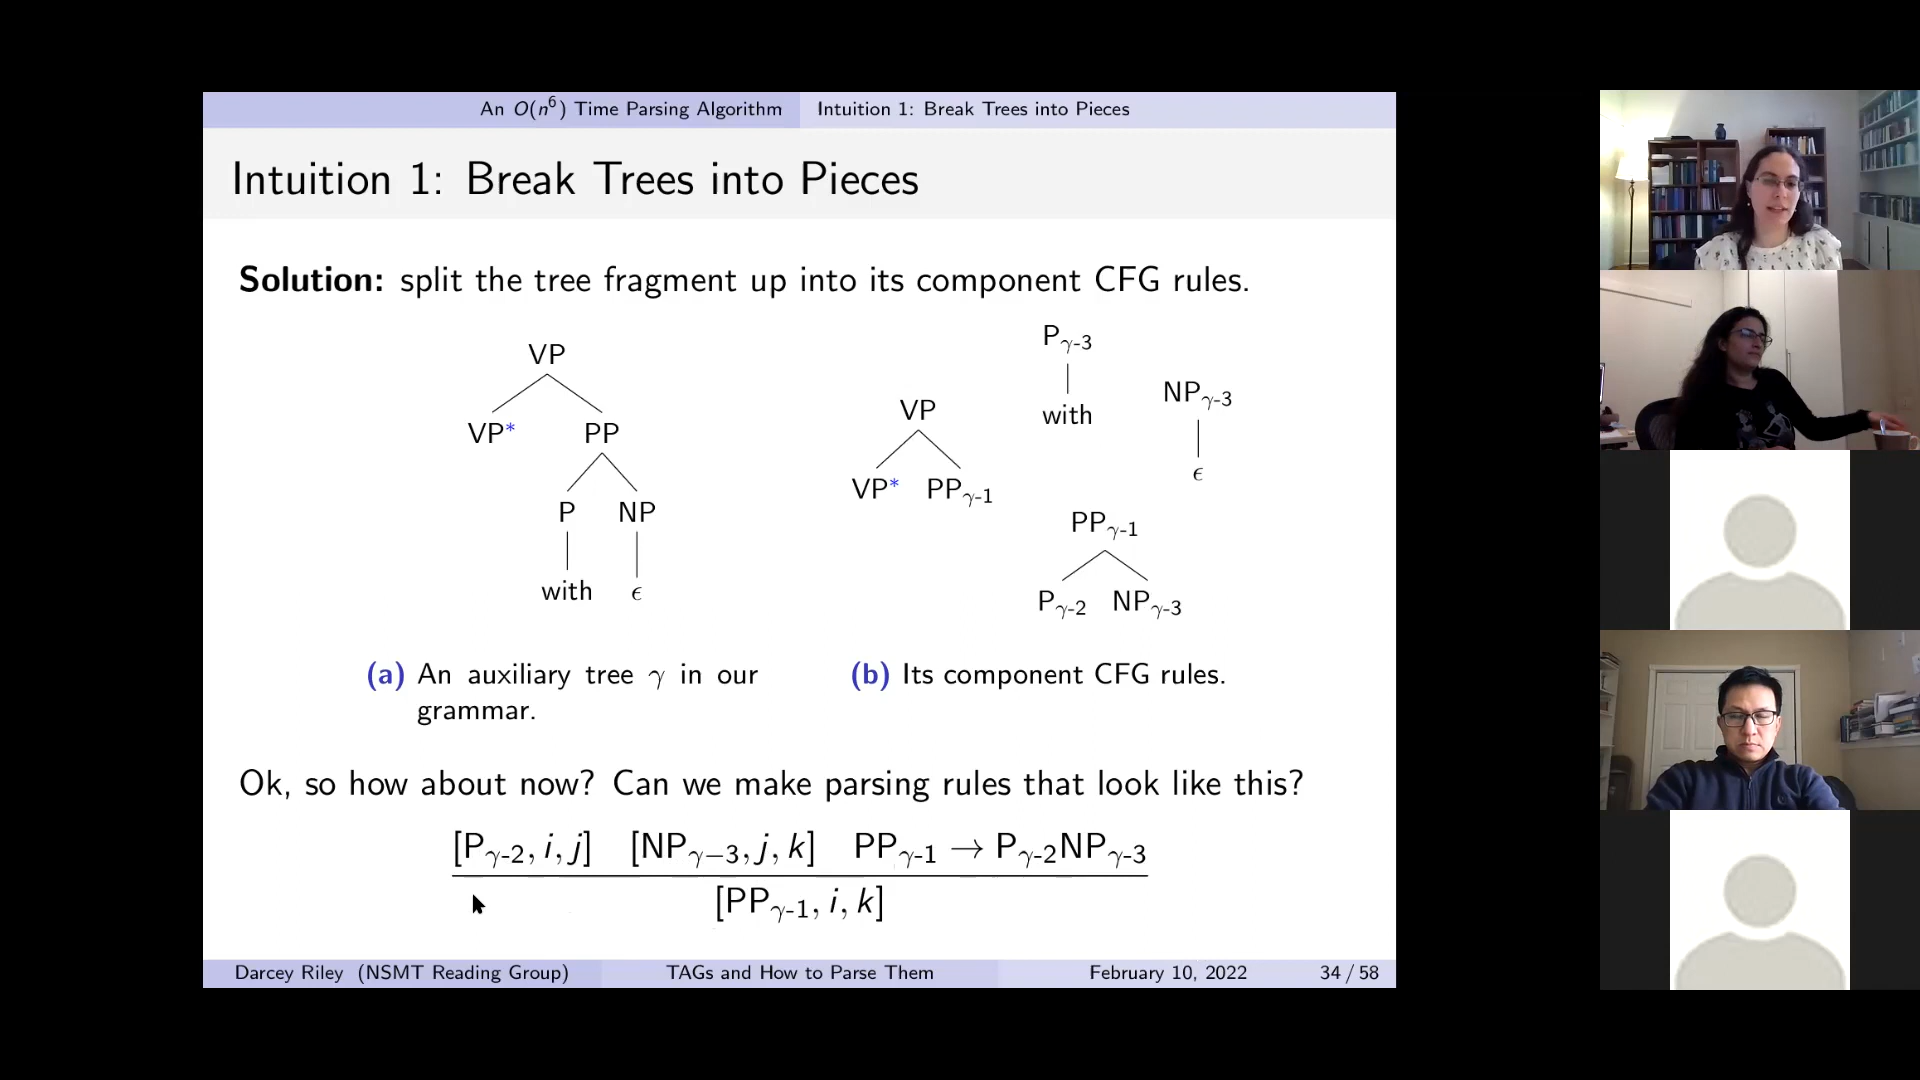 An O(n⁶) Time Parsing Algorithm
Intuition 1: Break Trees into Pieces
Intuition 1: Break Trees into Pieces
Solution: split the tree fragment up into its component CFG rules.
VP
VP* PP
P NP
with ϵ
P_γ-3
with
NP_γ-3
ϵ
VP
VP* PP_γ-1
PP_γ-1
P_γ-2 NP_γ-3
(a) An auxiliary tree γ in our
grammar.
(b) Its component CFG rules.
Ok, so how about now? Can we make parsing rules that look like this?
[P_γ-2, i, j] [NP_γ−3, j, k] PP_γ-1 → P_γ-2NP_γ-3
[PP_γ-1, i, k]
Darcey Riley (NSMT Reading Group)
TAGs and How to Parse Them
February 10, 2022
34 / 58